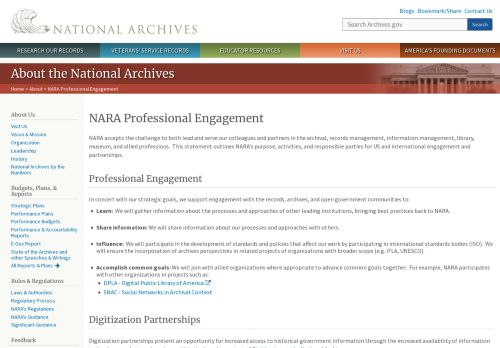 NATIONAL ARCHIVES
Blogs · Bookmark/Share · Contact Us
Search Archives.gov
Search
RESEARCH OUR RECORDS
VETERANS' SERVICE RECORDS
EDUCATOR RESOURCES
VISIT US
AMERICA'S FOUNDING DOCUMENTS
About the National Archives
Home > About > NARA Professional Engagement
About Us
Visit Us
Vision & Mission
Organization
Leadership
History
National Archives by the
Numbers
Budgets, Plans, &
Reports
Strategic Plans
Performance Plans
Performance Budgets
Performance & Accountability
Reports
E-Gov Report
State of the Archives and
other Speeches & Writings
All Reports & Plans
Rules & Regulations
Laws & Authorities
Regulatory Process
NARA's Regulations
NARA's Guidance
Significant Guidance
Feedback
NARA Professional Engagement
NARA accepts the challenge to both lead and serve our colleagues and partners in the archival, records management, information management, library,
museum, and allied professions.  This statement outlines NARA's purpose, activities, and responsible parties for US and international engagement and
partnerships.
Professional Engagement
In concert with our strategic goals, we support engagement with the records, archives, and open government communities to:
• Learn:  We will gather information about the processes and approaches of other leading institutions, bringing best practices back to NARA.
• Share information: We will share information about our processes and approaches with others.
• Influence:  We will participate in the development of standards and policies that affect our work by participating in international standards bodies (ISO).  We
will ensure the incorporation of archives perspectives in related projects of organizations with broader scope (e.g. IFLA, UNESCO).
• Accomplish common goals: We will join with allied organizations where appropriate to advance common goals together.  For example, NARA participates
with other organizations in projects such as:
• DPLA - Digital Public Library of America
• SNAC - Social Networks in Archival Context
Digitization Partnerships
Digitization partnerships present an opportunity for increased access to historical government information through the increased availability of information